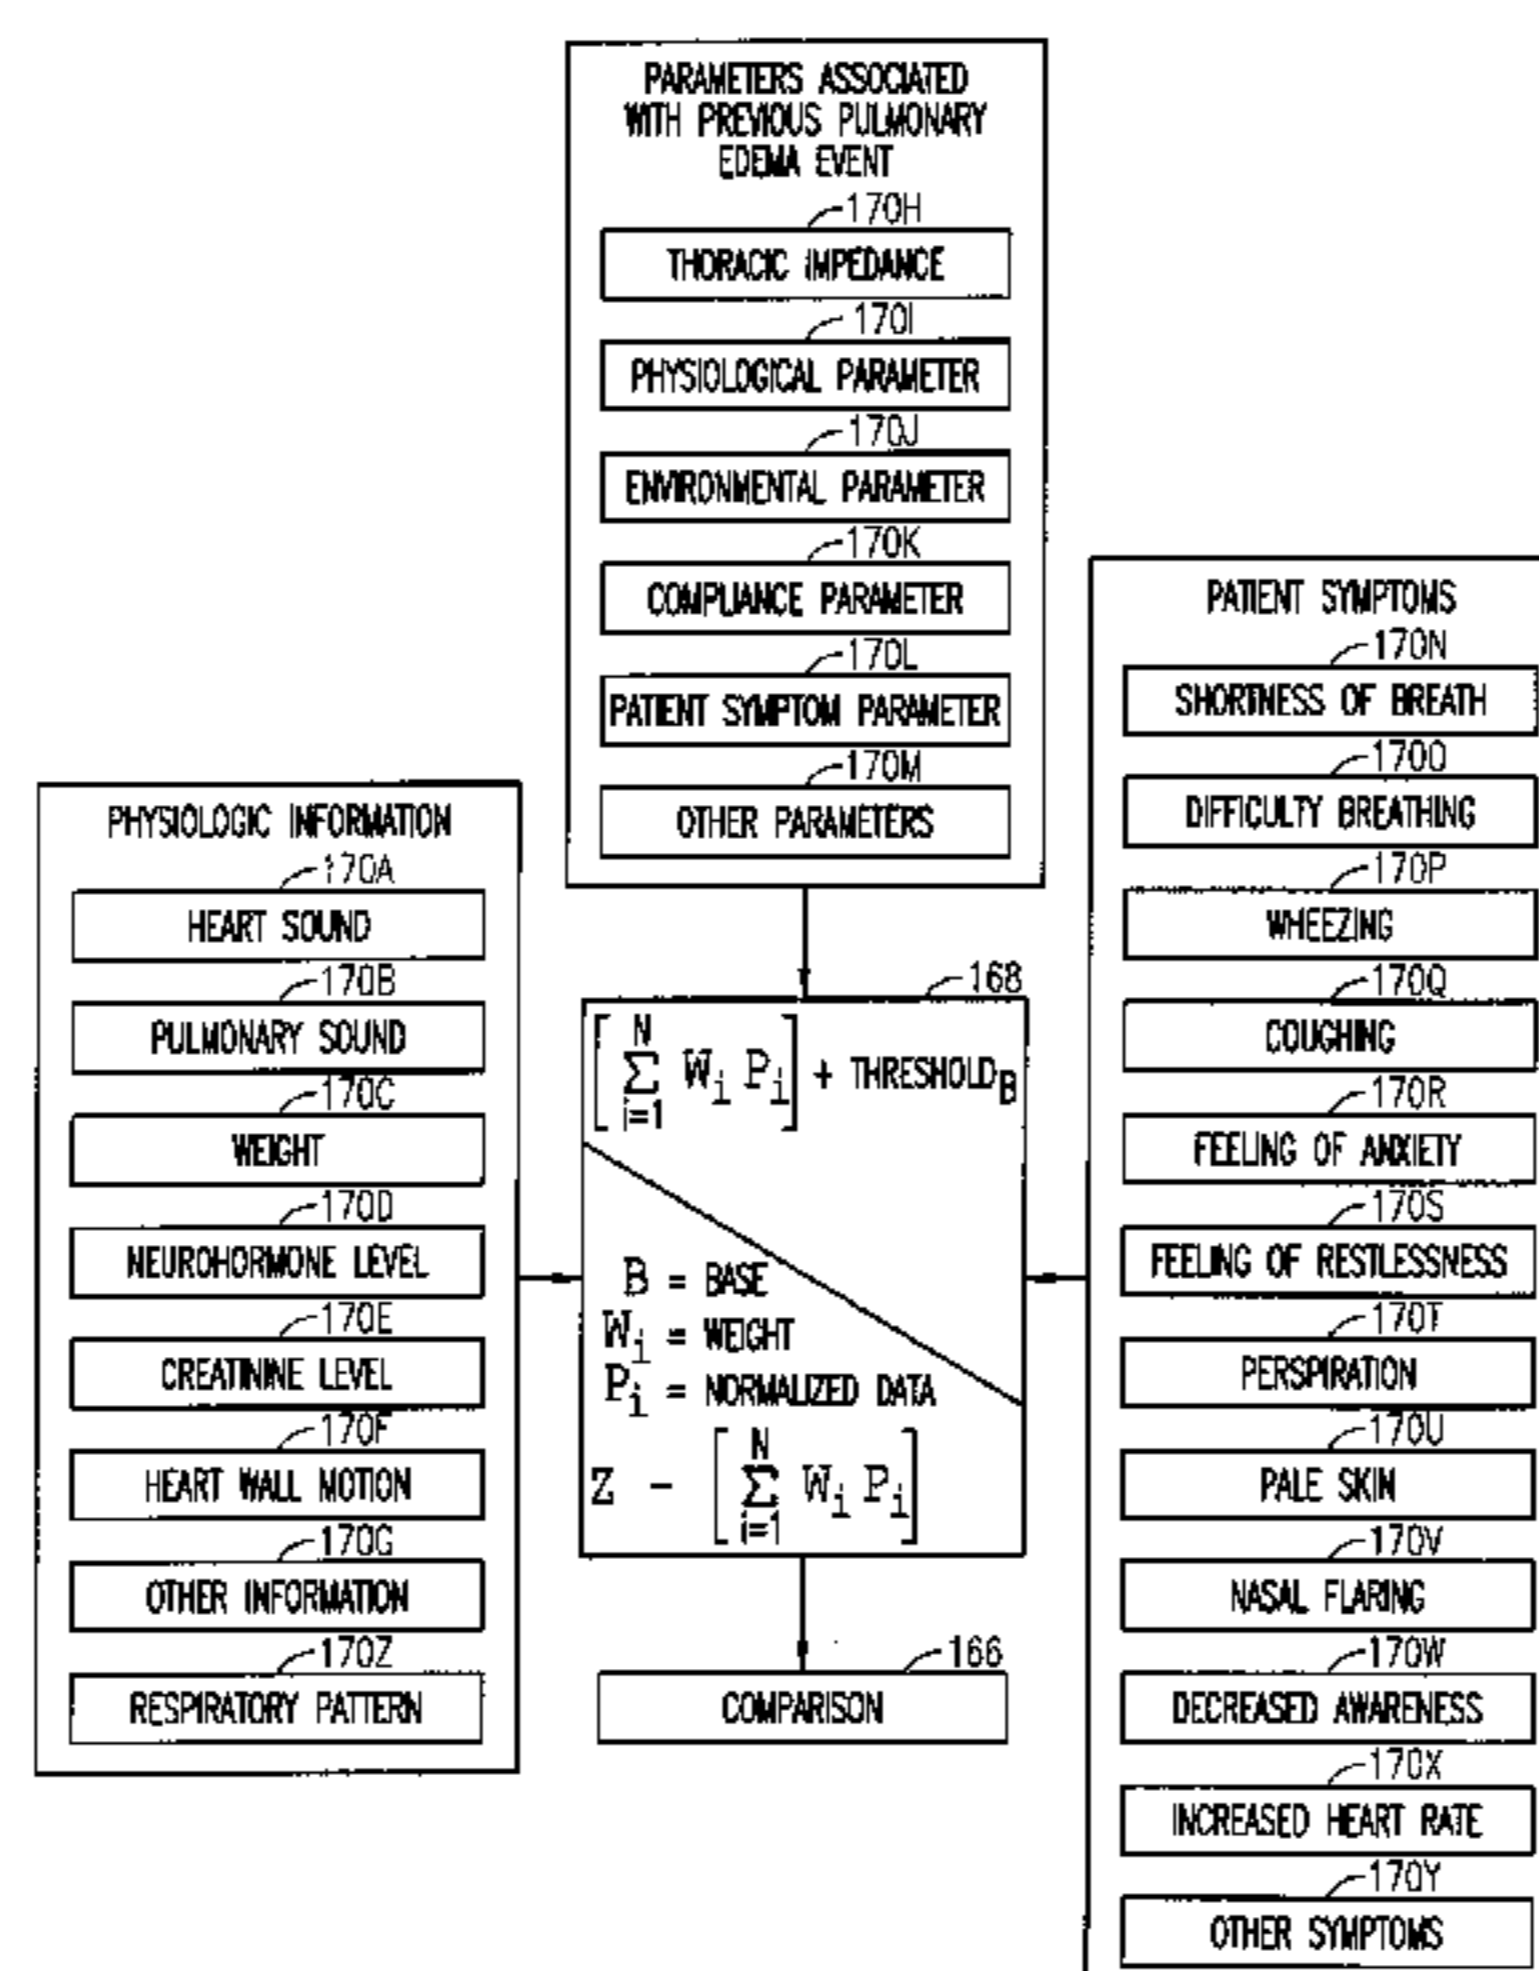 PARAMETERS ASSOCIATED
WITH PREVIOUS PULMONARY
EDEMA EVENT
170H
THORACIC IMPEDANCE
170I
PHYSIOLOGICAL PARAMETER
170J
ENVIRONMENTAL PARAMETER
170K
COMPLIANCE PARAMETER
170L
PATIENT SYMPTOM PARAMETER
170M
OTHER PARAMETERS
PHYSIOLOGIC INFORMATION
170A
HEART SOUND
170B
PULMONARY SOUND
170C
WEIGHT
170D
NEUROHORMONE LEVEL
170E
CREATININE LEVEL
170F
HEART WALL MOTION
170G
OTHER INFORMATION
170Z
RESPIRATORY PATTERN
168
[ N Σ i=1 W_i P_i ] + THRESHOLD_B
B = BASE
W_i = WEIGHT
P_i = NORMALIZED DATA
Z - [ N Σ i=1 W_i P_i ]
166
COMPARISON
PATIENT SYMPTOMS
170N
SHORTNESS OF BREATH
170O
DIFFICULTY BREATHING
170P
WHEEZING
170Q
COUGHING
170R
FEELING OF ANXIETY
170S
FEELING OF RESTLESSNESS
170T
PERSPIRATION
170U
PALE SKIN
170V
NASAL FLARING
170W
DECREASED AWARENESS
170X
INCREASED HEART RATE
170Y
OTHER SYMPTOMS